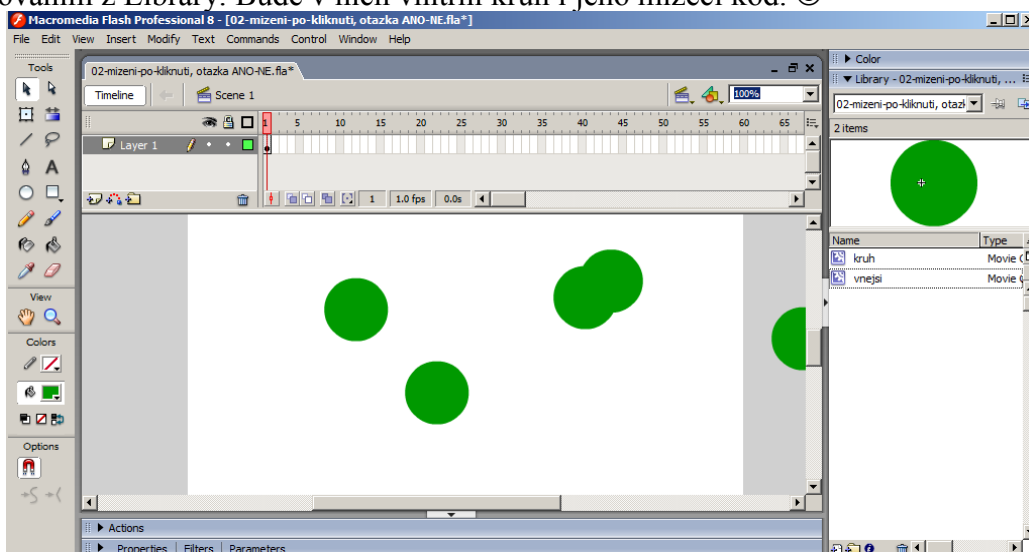 z Library. Bude v nich vnitřní kruh i jeho mizecí kód. ☺
Macromedia Flash Professional 8 - [02-mizeni-po-kliknuti, otazka ANO-NE.fla*]
File Edit View Insert Modify Text Commands Control Window Help
Tools
02-mizeni-po-kliknuti, otazka ANO-NE.fla*
Timeline
Scene 1
100%
1 5 10 15 20 25 30 35 40 45 50 55 60 65
Layer 1
1 1.0 fps 0.0s
View
Colors
Options
Color
Library - 02-mizeni-po-kliknuti, ...
02-mizeni-po-kliknuti, otazk
2 items
Name Type
kruh Movie C
vnejsi Movie
Actions
Properties Filters Parameters